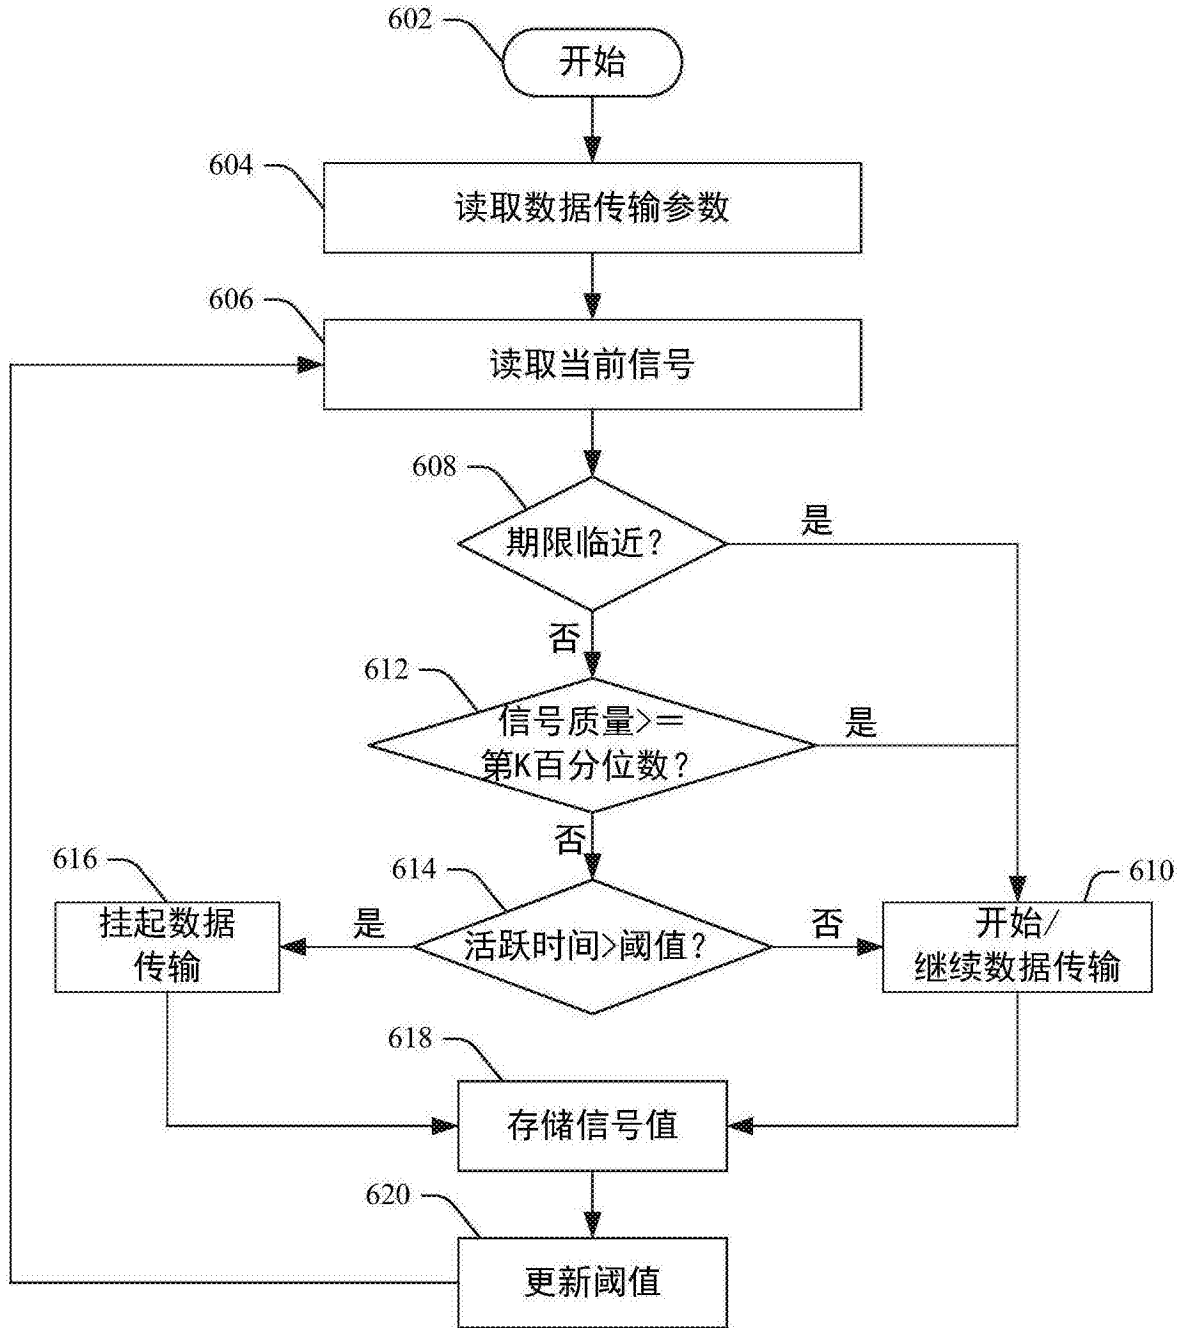 602
开始
604
读取数据传输参数
606
读取当前信号
608
期限临近？
是
否
612
信号质量>=
第K百分位数？
是
否
616
挂起数据
传输
是
614
活跃时间>阈值？
否
610
开始/
继续数据传输
618
存储信号值
620
更新阈值